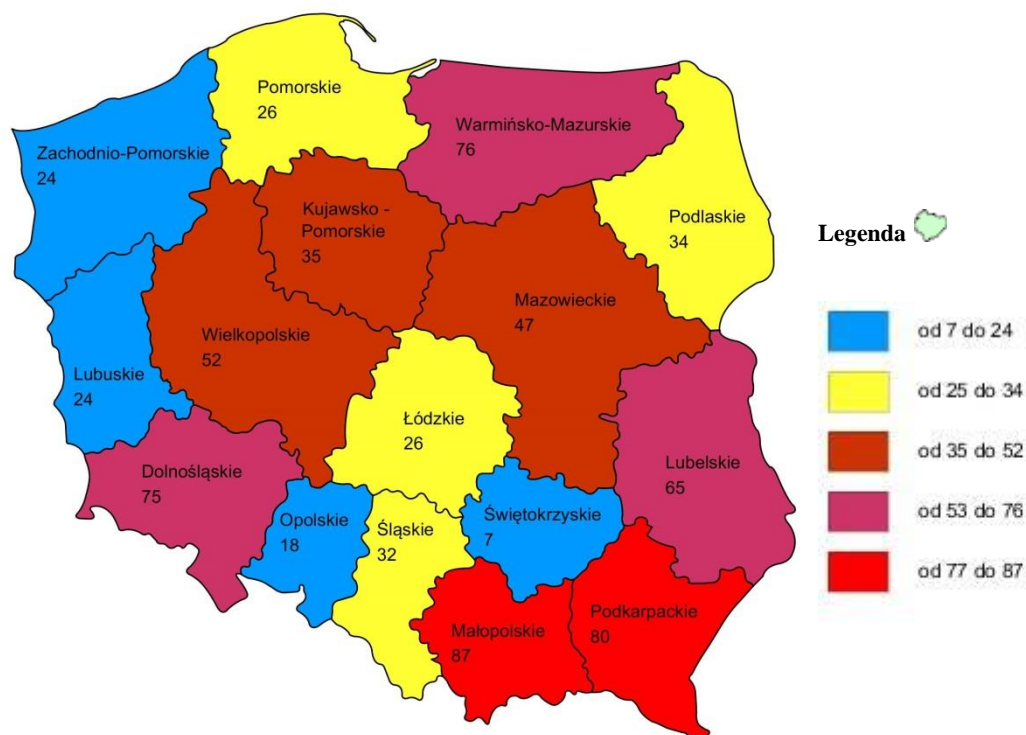 Pomorskie
26
Warmińsko-Mazurskie
76
Zachodnio-Pomorskie
24
Kujawsko -
Pomorskie
35
Podlaskie
34
Mazowieckie
47
Wielkopolskie
52
Lubuskie
24
Łódzkie
26
Lubelskie
65
Dolnośląskie
75
Opolskie
18
Śląskie
32
Świętokrzyskie
7
Małopolskie
87
Podkarpackie
80
Legenda
od 7 do 24
od 25 do 34
od 35 do 52
od 53 do 76
od 77 do 87